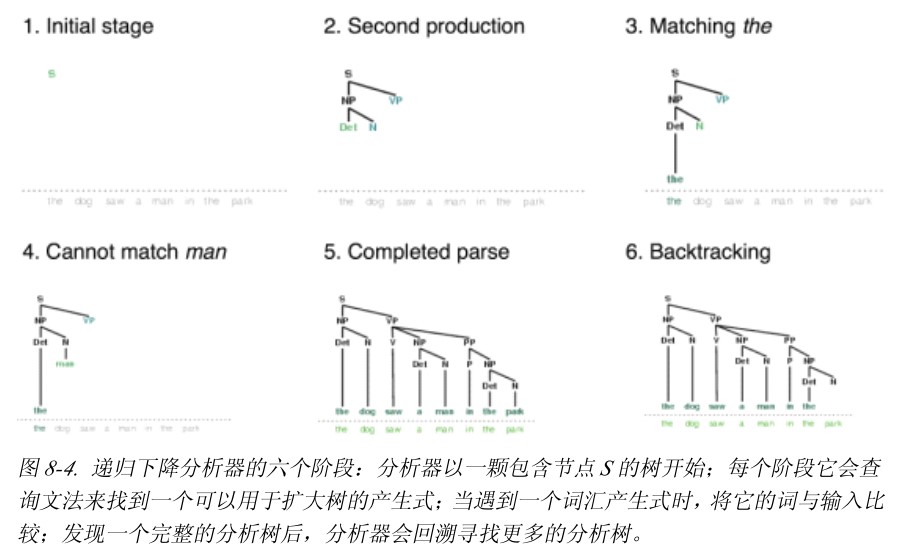 1. Initial stage
2. Second production
3. Matching the
S
S
NP VP
Det N
S
NP VP
Det N
the
the dog saw a man in the park
the dog saw a man in the park
the dog saw a man in the park
4. Cannot match man
5. Completed parse
6. Backtracking
S
NP VP
Det N
man
the
the dog saw a man in the park
S
NP VP
Det N V NP PP
Det N P NP
Det N
the dog saw a man in the park
the dog saw a man in the park
S
NP VP
Det N V NP PP
Det N P NP
Det N
the dog saw a man in the
the dog saw a man in the park
图 8-4. 递归下降分析器的六个阶段：分析器以一颗包含节点 S 的树开始；每个阶段它会查
询文法来找到一个可以用于扩大树的产生式；当遇到一个词汇产生式时，将它的词与输入比
较；发现一个完整的分析树后，分析器会回溯寻找更多的分析树。